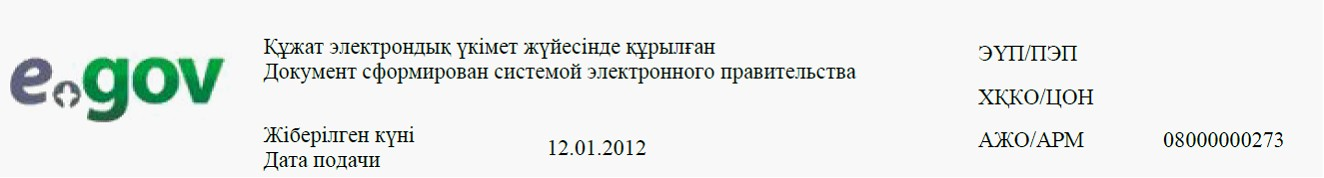 e.gov
Құжат электрондық үкімет жүйесінде құрылған
Документ сформирован системой электронного правительства
ЭҮП/ПЭП
ХҚКО/ЦОН
Жіберілген күні
Дата подачи
12.01.2012
АЖО/АРМ 08000000273